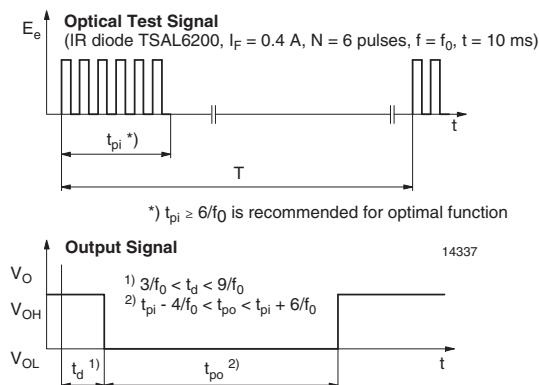 Optical Test Signal
Eₑ
(IR diode TSAL6200, I_F = 0.4 A, N = 6 pulses, f = f₀, t = 10 ms)
t
t_pi *)
T
*) t_pi ≥ 6/f₀ is recommended for optimal function
Output Signal
14337
V_O
¹⁾ 3/f₀ < t_d < 9/f₀
V_OH
²⁾ t_pi - 4/f₀ < t_po < t_pi + 6/f₀
V_OL
t_d ¹⁾
t_po ²⁾
t